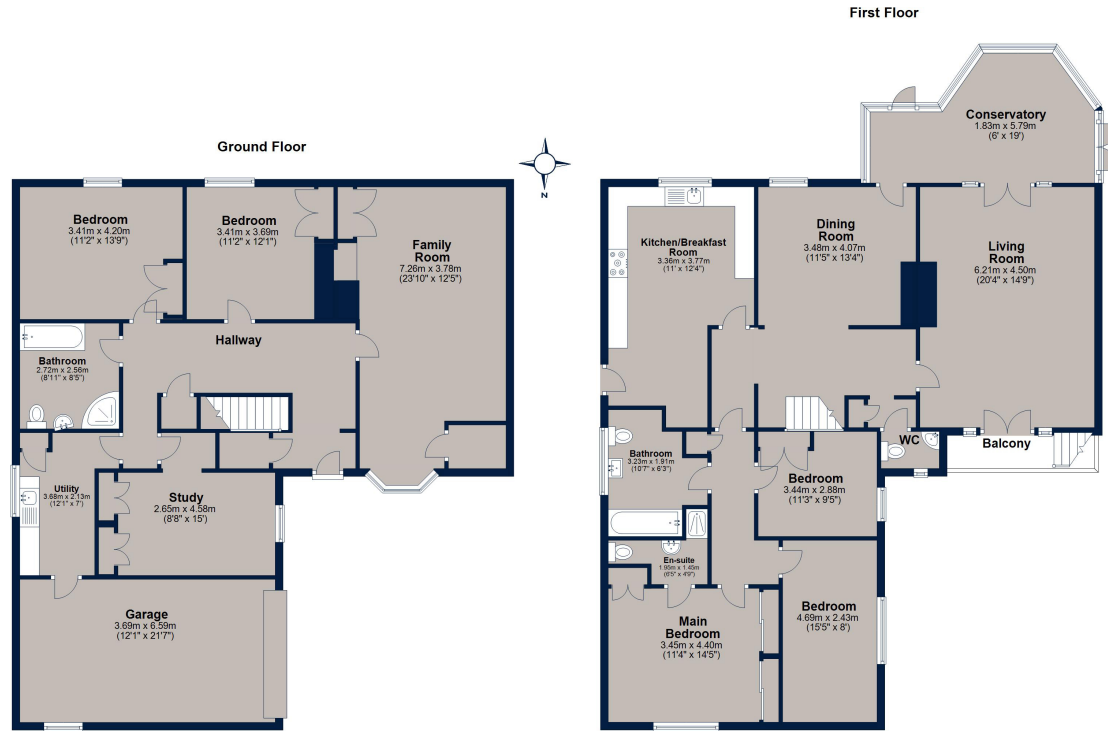 First Floor
Conservatory
1.83m x 5.79m
(6' x 19')
Ground Floor
N
Bedroom
3.41m x 4.20m
(11'2" x 13'9")
Bedroom
3.41m x 3.69m
(11'2" x 12'1")
Family
Room
7.26m x 3.78m
(23'10" x 12'5")
Hallway
Bathroom
2.72m x 2.56m
(8'11" x 8'5")
Utility
3.68m x 2.13m
(12'1" x 7')
Study
2.65m x 4.58m
(8'8" x 15')
Garage
3.69m x 6.59m
(12'1" x 21'7")
Kitchen/Breakfast
Room
3.36m x 3.77m
(11' x 12'4")
Dining
Room
3.48m x 4.07m
(11'5" x 13'4")
Living
Room
6.21m x 4.50m
(20'4" x 14'9")
WC
Balcony
Bathroom
3.23m x 1.91m
(10'7" x 6'3")
Bedroom
3.44m x 2.88m
(11'3" x 9'5")
En-suite
1.95m x 1.45m
(6'5" x 4'9")
Main
Bedroom
3.45m x 4.40m
(11'4" x 14'5")
Bedroom
4.69m x 2.43m
(15'5" x 8')